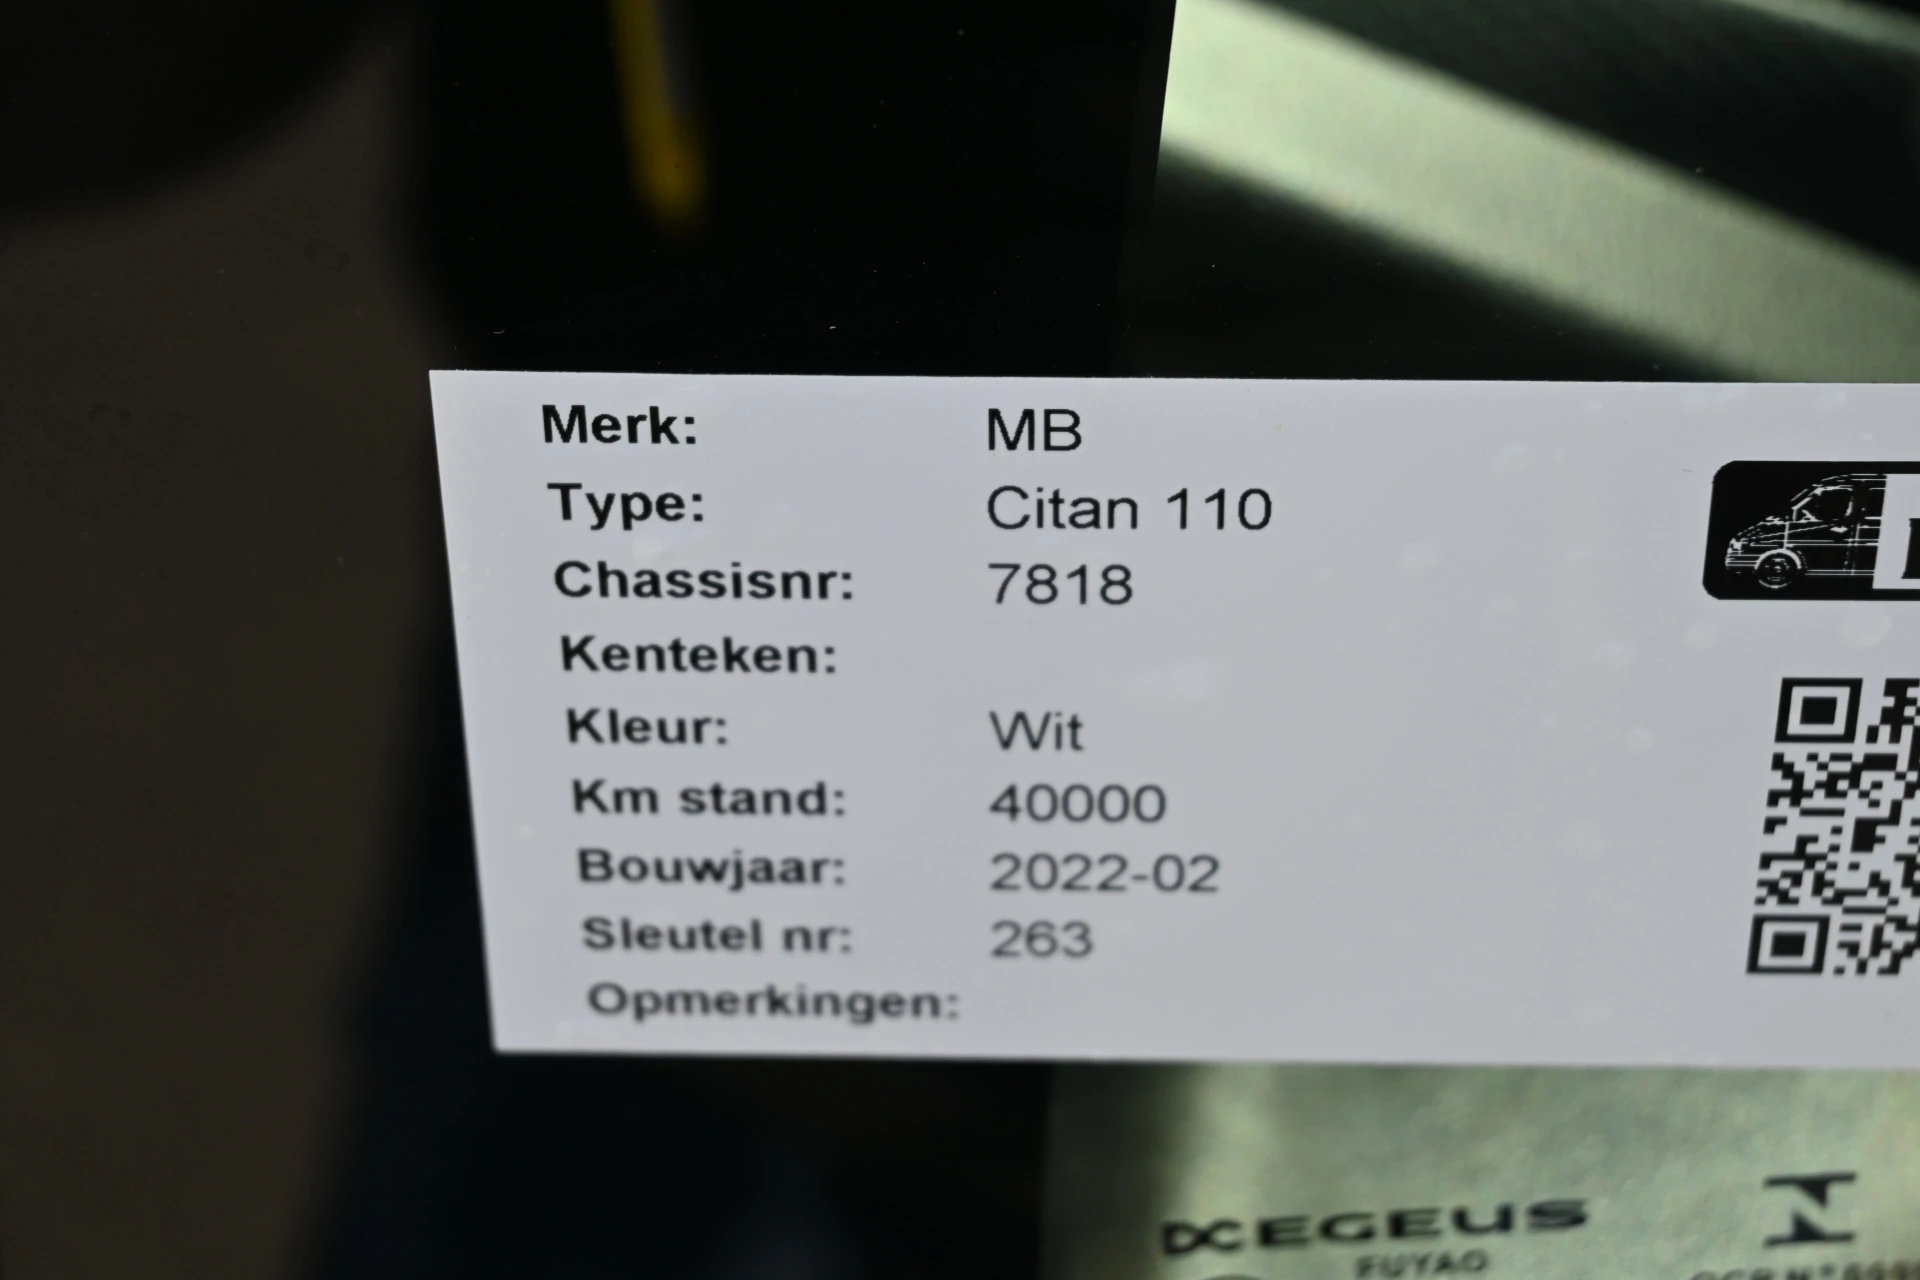 Merk: MB
Type: Citan 110
Chassisnr: 7818
Kenteken:
Kleur: Wit
Km stand: 40000
Bouwjaar: 2022-02
Sleutel nr: 263
Opmerkingen:
EGEUS
FUYAO